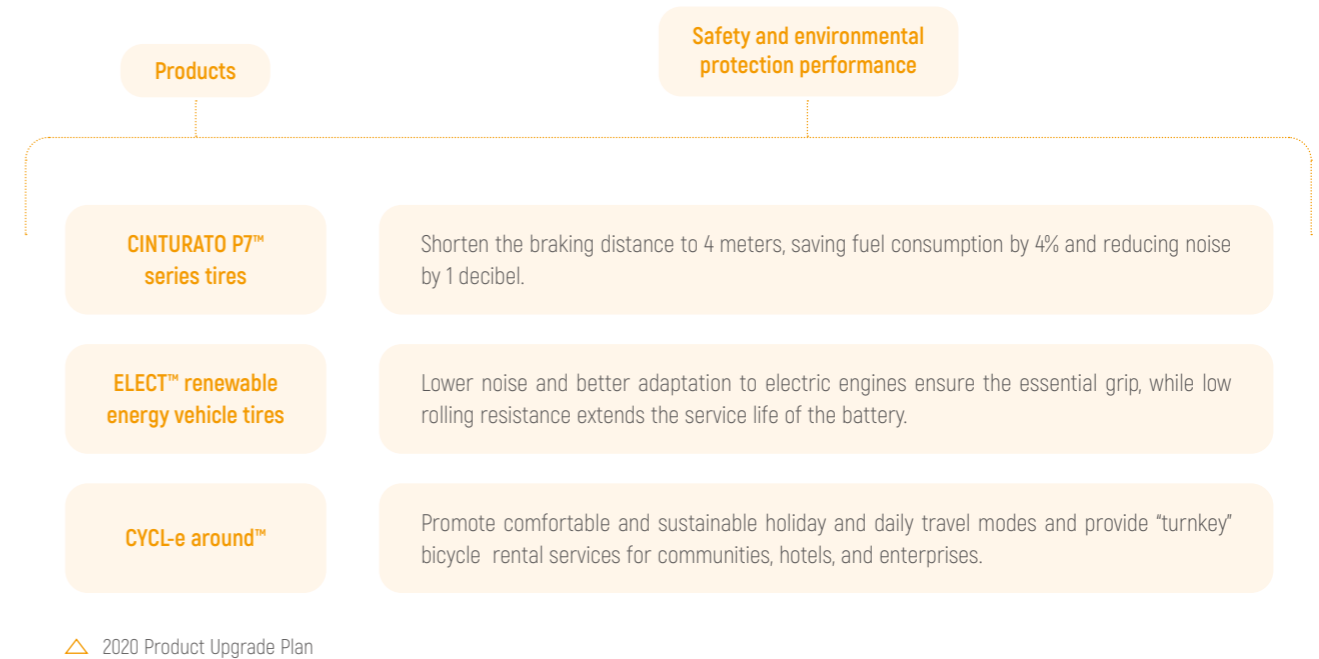 Products
Safety and environmental
protection performance
CINTURATO P7™
series tires
Shorten the braking distance to 4 meters, saving fuel consumption by 4% and reducing noise
by 1 decibel.
ELECT™ renewable
energy vehicle tires
Lower noise and better adaptation to electric engines ensure the essential grip, while low
rolling resistance extends the service life of the battery.
CYCL-e around™
Promote comfortable and sustainable holiday and daily travel modes and provide “turnkey”
bicycle rental services for communities, hotels, and enterprises.
2020 Product Upgrade Plan